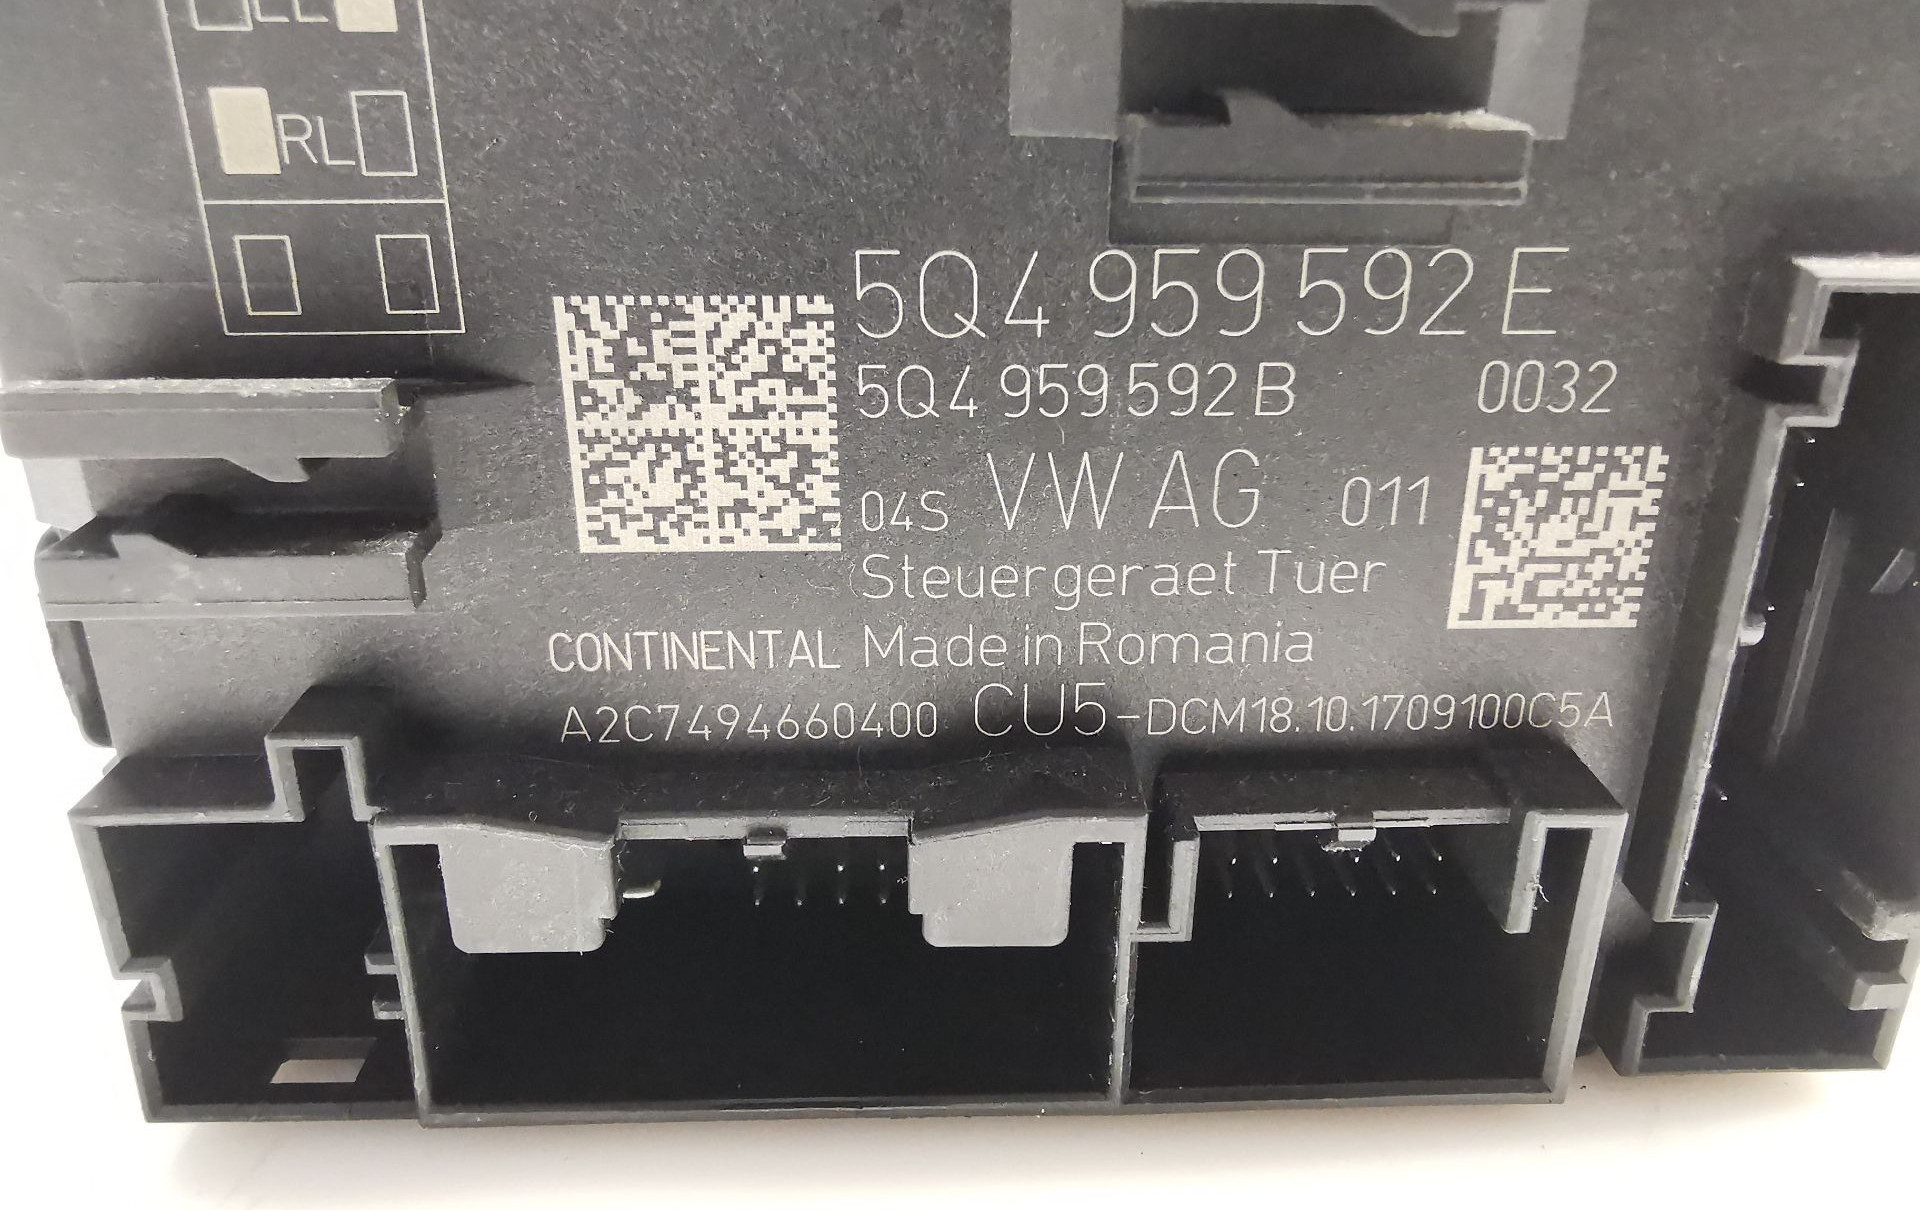 RL
5Q4 959 592 E
5Q4 959 592 B 0032
04S VW AG 011
Steuergeraet Tuer
CONTINENTAL Made in Romania
A2C7494660400 CU5-DCM18.10.1709100C5A